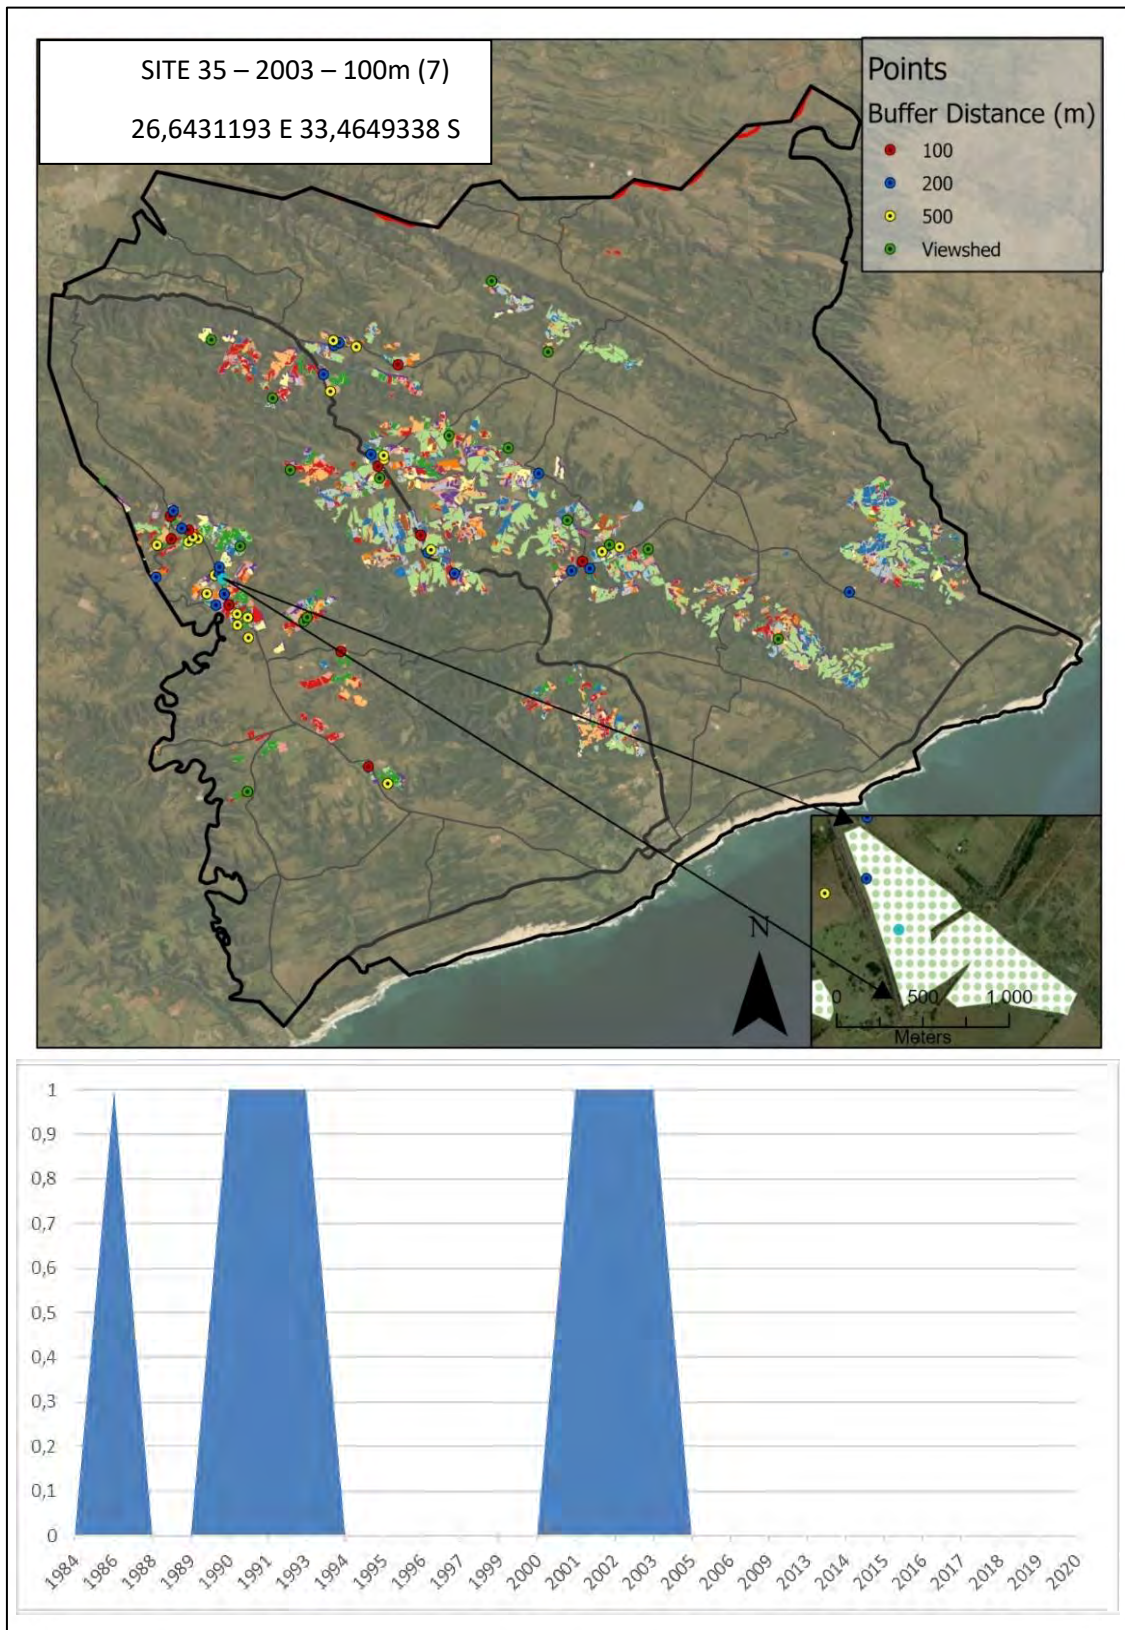 SITE 35 – 2003 – 100m (7)
26,6431193 E 33,4649338 S
Points
Buffer Distance (m)
100
200
500
Viewshed
N
0 500 1 000
Meters
1
0,9
0,8
0,7
0,6
0,5
0,4
0,3
0,2
0,1
0
1984 1986 1988 1989 1990 1991 1993 1994 1995 1997 1999 2000 2001 2002 2003 2005 2006 2009 2013 2014 2015 2016 2017 2018 2019 2020